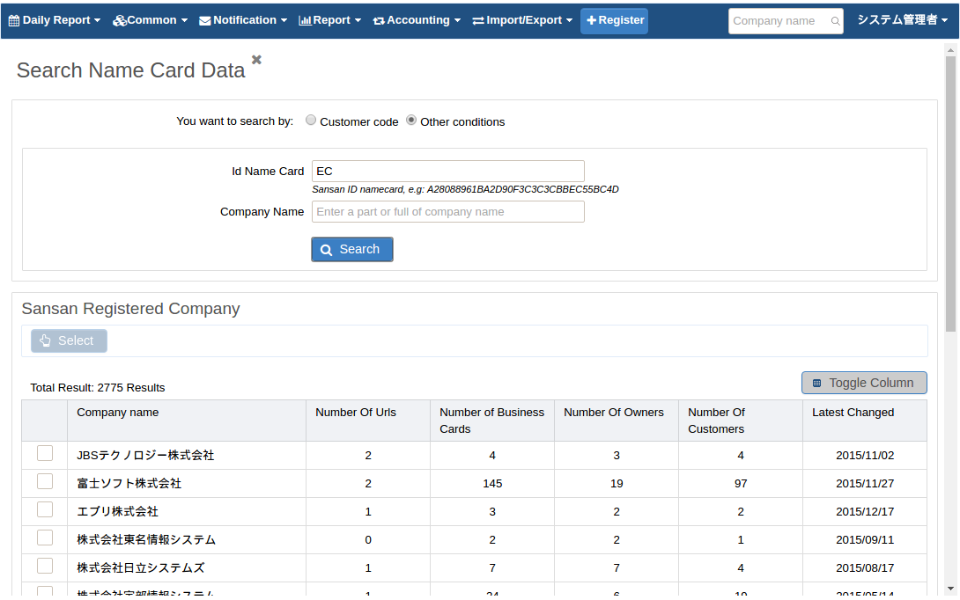 Daily Report Common Notification Report Accounting Import/Export Register Company name システム管理者
Search Name Card Data
You want to search by: Customer code Other conditions
Id Name Card EC
Sansan ID namecard, e.g: A28088961BA2D90F3C3C3CBBEC55BC4D
Company Name Enter a part or full of company name
Search
Sansan Registered Company
Select
Total Result: 2775 Results Toggle Column
Company name Number Of Urls Number of Business Cards Number Of Owners Number Of Customers Latest Changed
JBSテクノロジー株式会社 2 4 3 4 2015/11/02
富士ソフト株式会社 2 145 19 97 2015/11/27
エプリ株式会社 1 3 2 2 2015/12/17
株式会社東名情報システム 0 2 2 1 2015/09/11
株式会社日立システムズ 1 7 7 4 2015/08/17
1 24 6 19 2015/05/14